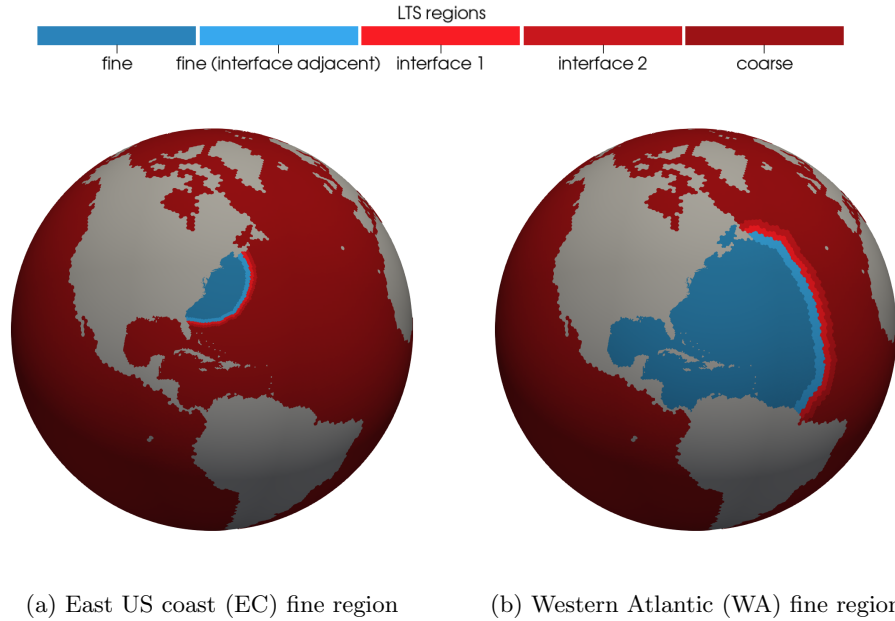 LTS regions
fine fine (interface adjacent) interface 1 interface 2 coarse
(a) East US coast (EC) fine region (b) Western Atlantic (WA) fine region